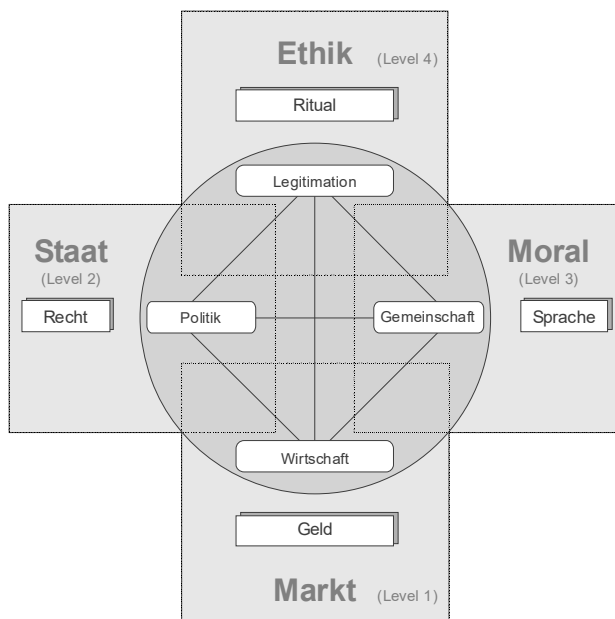 Ethik (Level 4)
Ritual
Legitimation
Staat
(Level 2)
Moral
(Level 3)
Recht
Politik
Gemeinschaft
Sprache
Wirtschaft
Geld
Markt (Level 1)